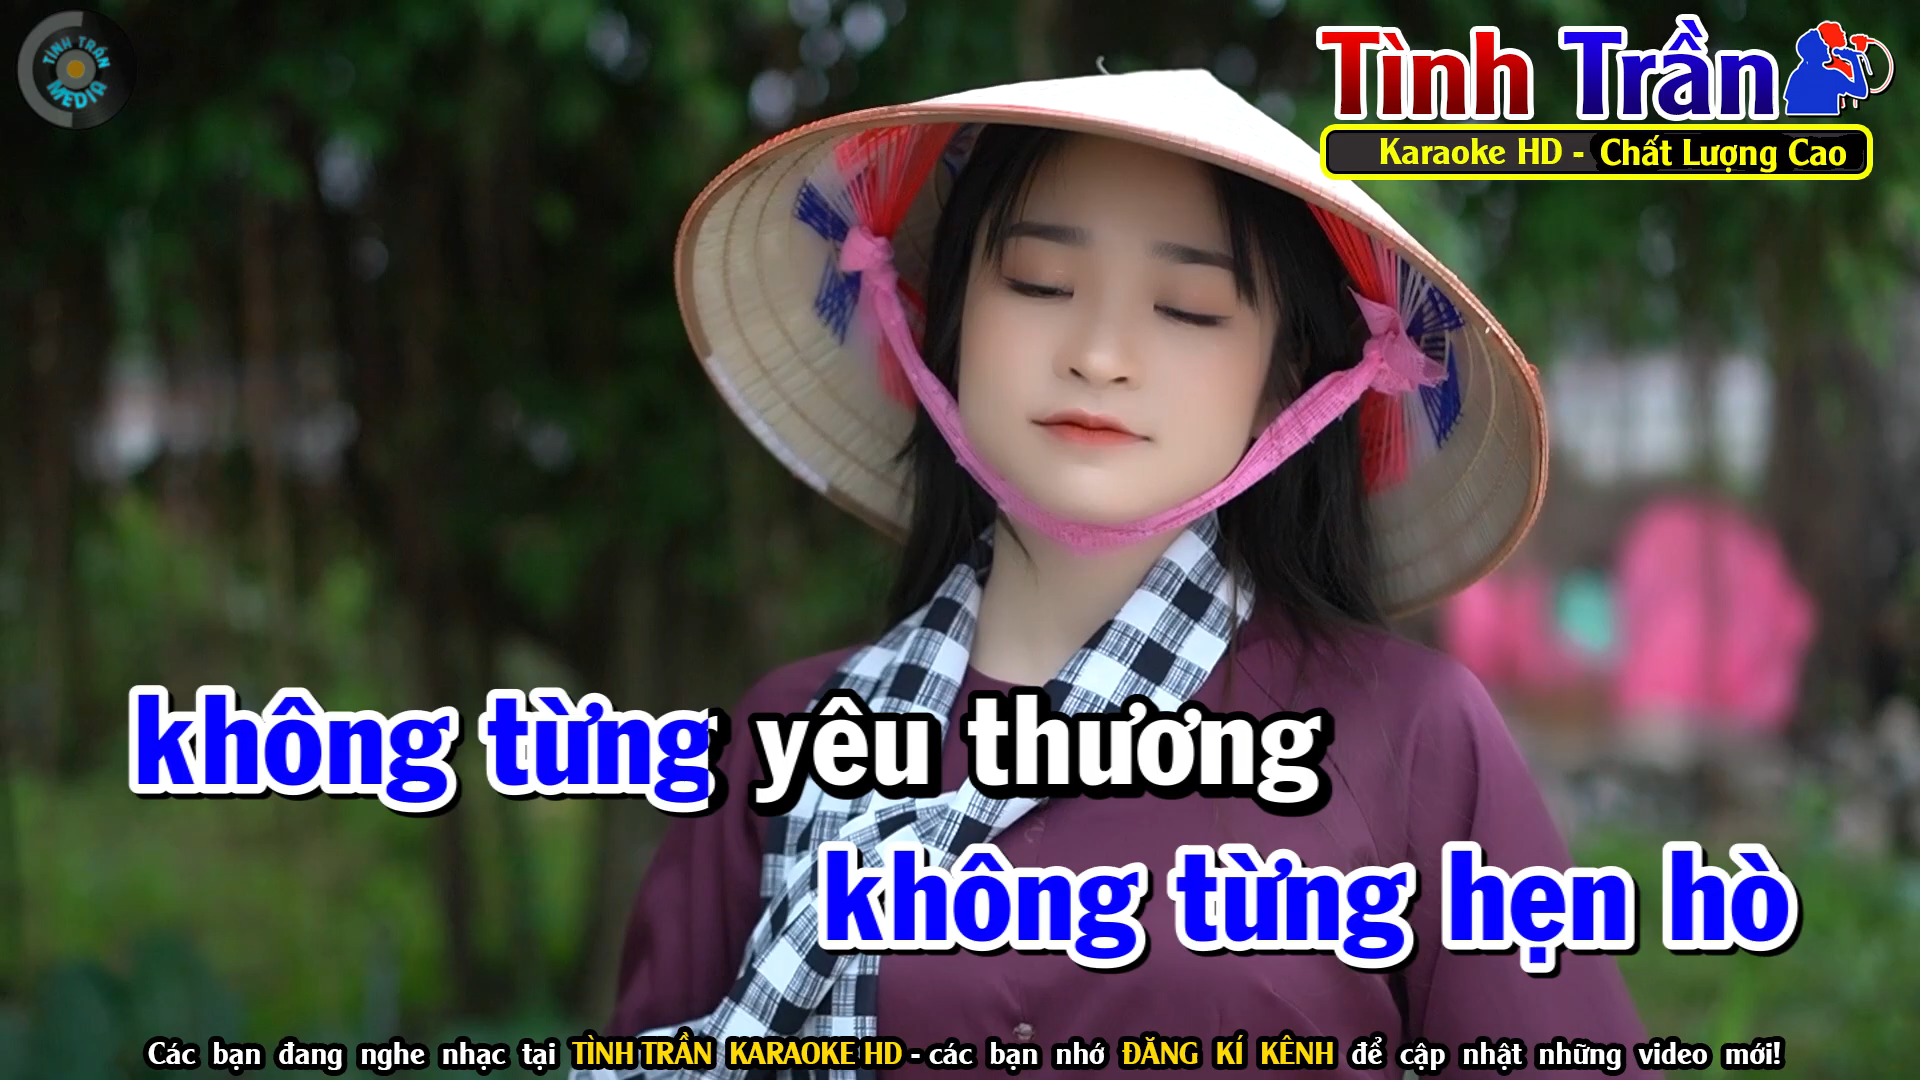 TÌNH TRẦN
MEDIA
Tình Trần
Karaoke HD - Chất Lượng Cao
không từng yêu thương
không từng hẹn hò
Các bạn đang nghe nhạc tại TÌNH TRẦN KARAOKE HD - các bạn nhớ ĐĂNG KÍ KÊNH để cập nhật những video mới!